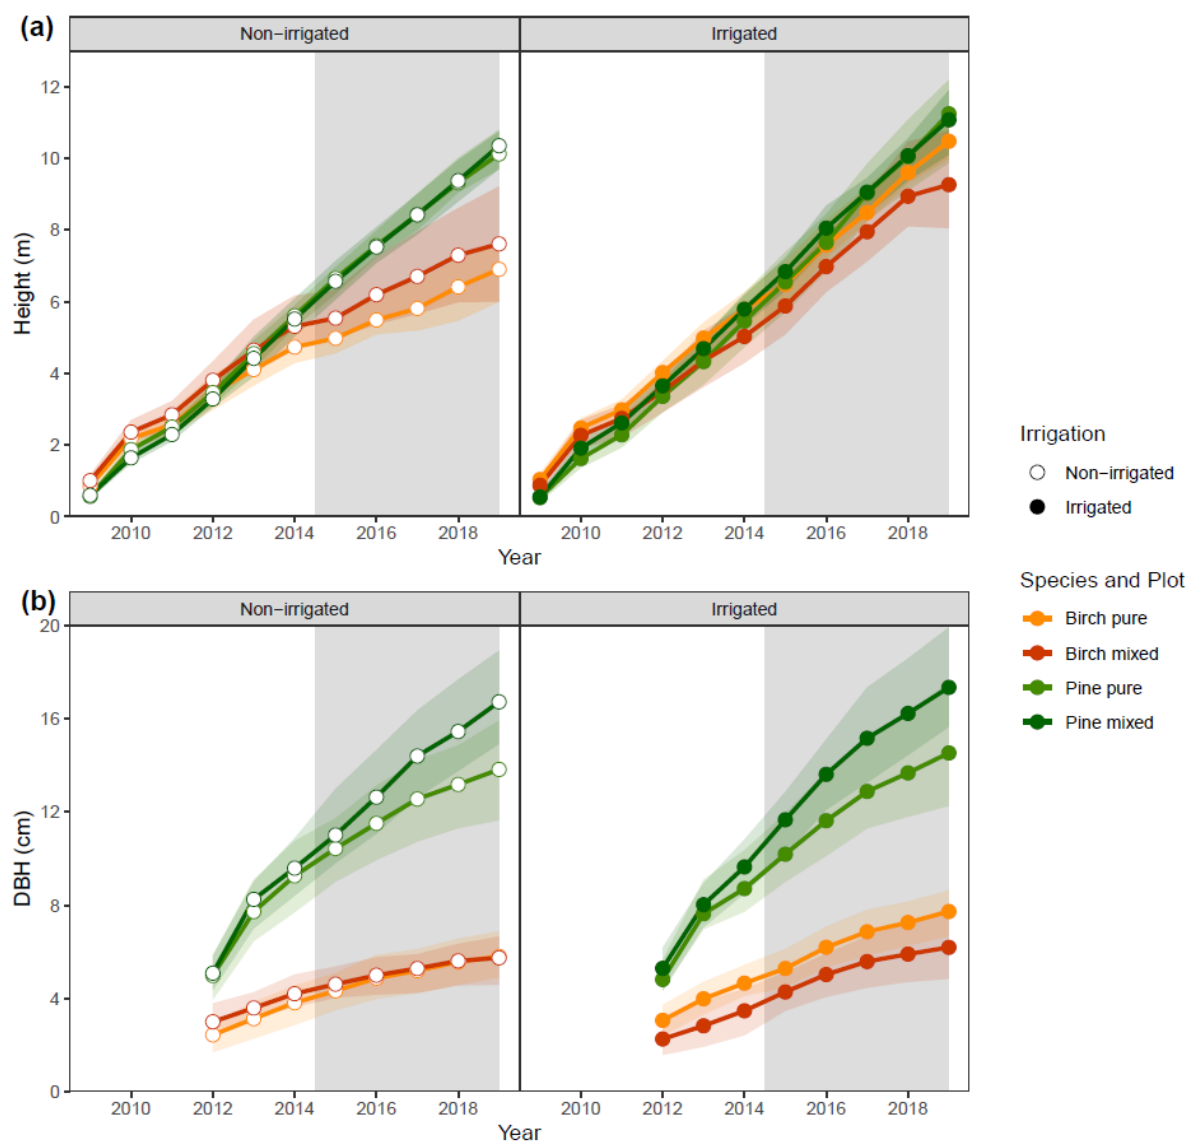 (a)
Non-irrigated
Irrigated
12
10
8
6
4
2
0
Height (m)
2010 2012 2014 2016 2018
2010 2012 2014 2016 2018
Year
(b)
Non-irrigated
Irrigated
20
16
12
8
4
0
DBH (cm)
2010 2012 2014 2016 2018
2010 2012 2014 2016 2018
Year
Irrigation
Non-irrigated
Irrigated
Species and Plot
Birch pure
Birch mixed
Pine pure
Pine mixed